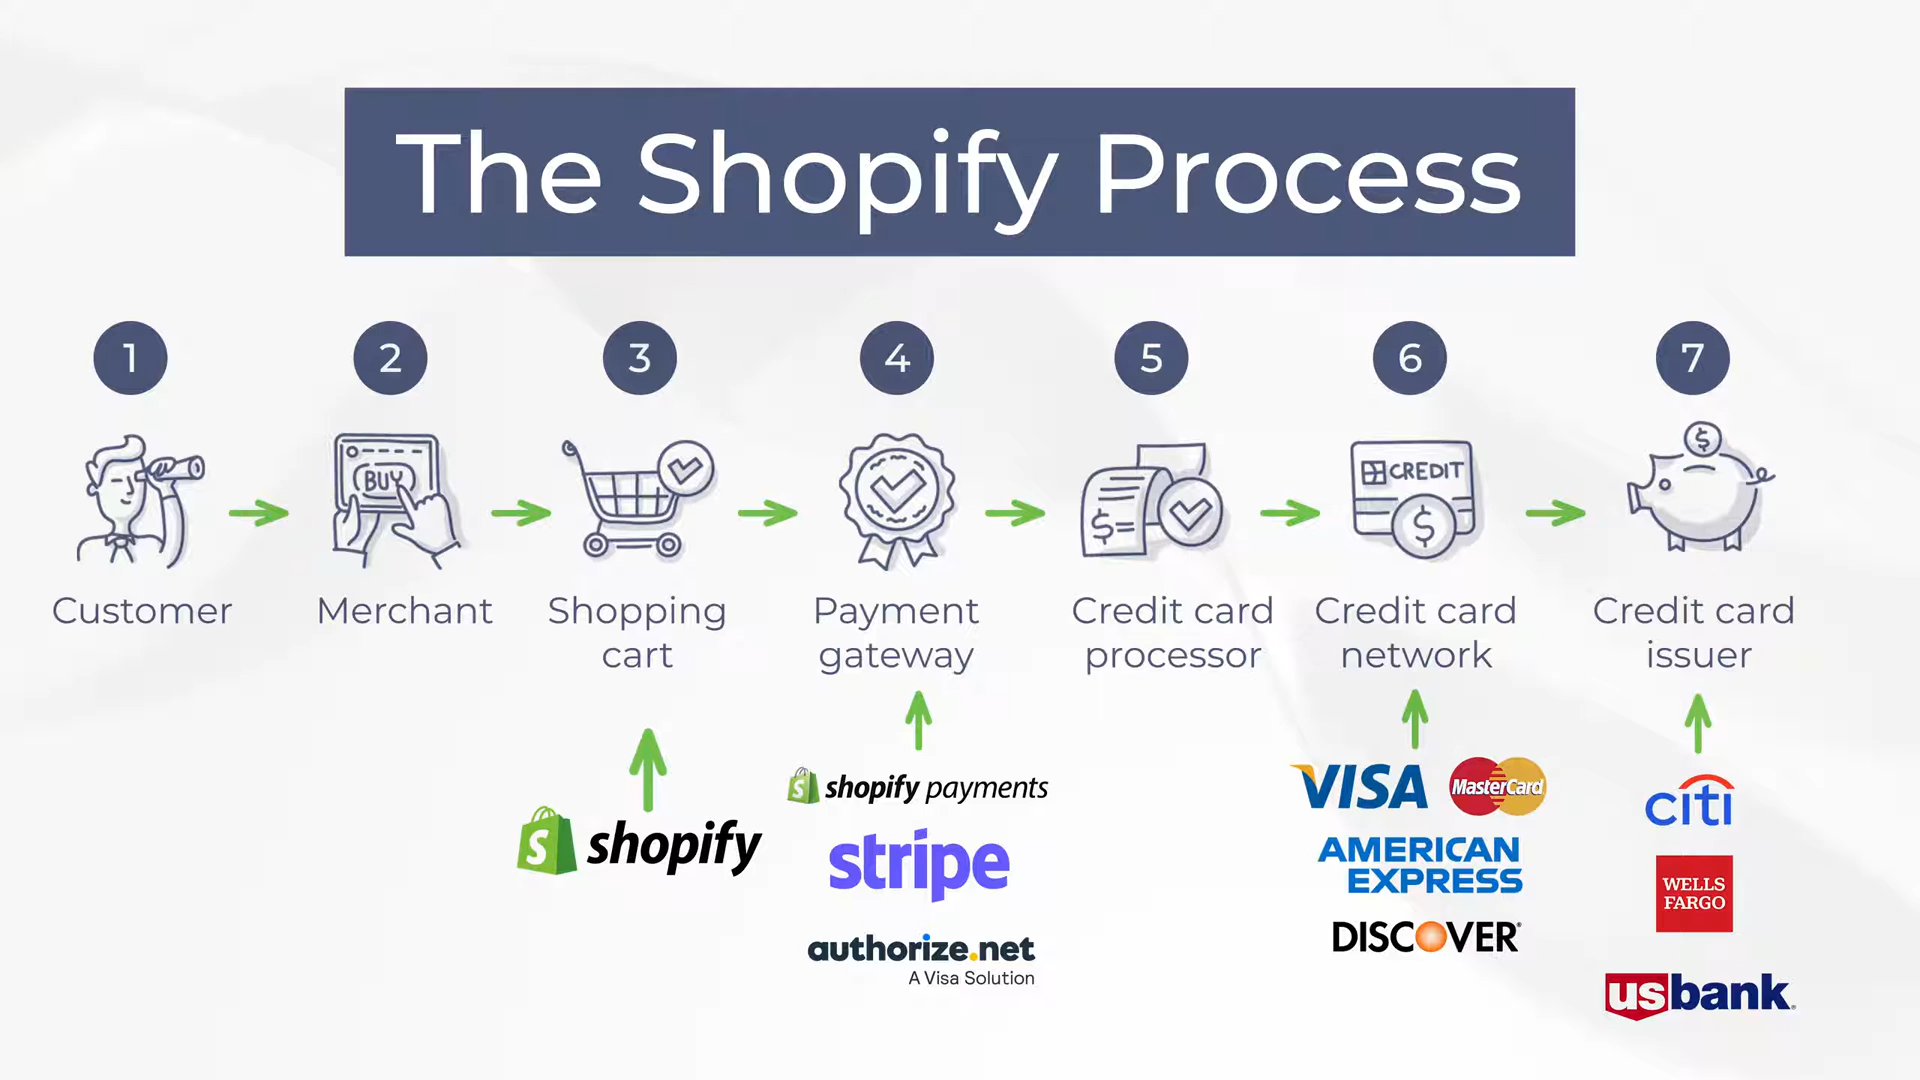 The Shopify Process
1
2
3
4
5
6
7
BUY
CREDIT
$=
$
$
Customer
Merchant
Shopping
cart
Payment
gateway
Credit card
processor
Credit card
network
Credit card
issuer
S shopify
S shopify payments
stripe
authorize.net
A Visa Solution
VISA
MasterCard
AMERICAN
EXPRESS
DISCOVER
citi
WELLS
FARGO
usbank.